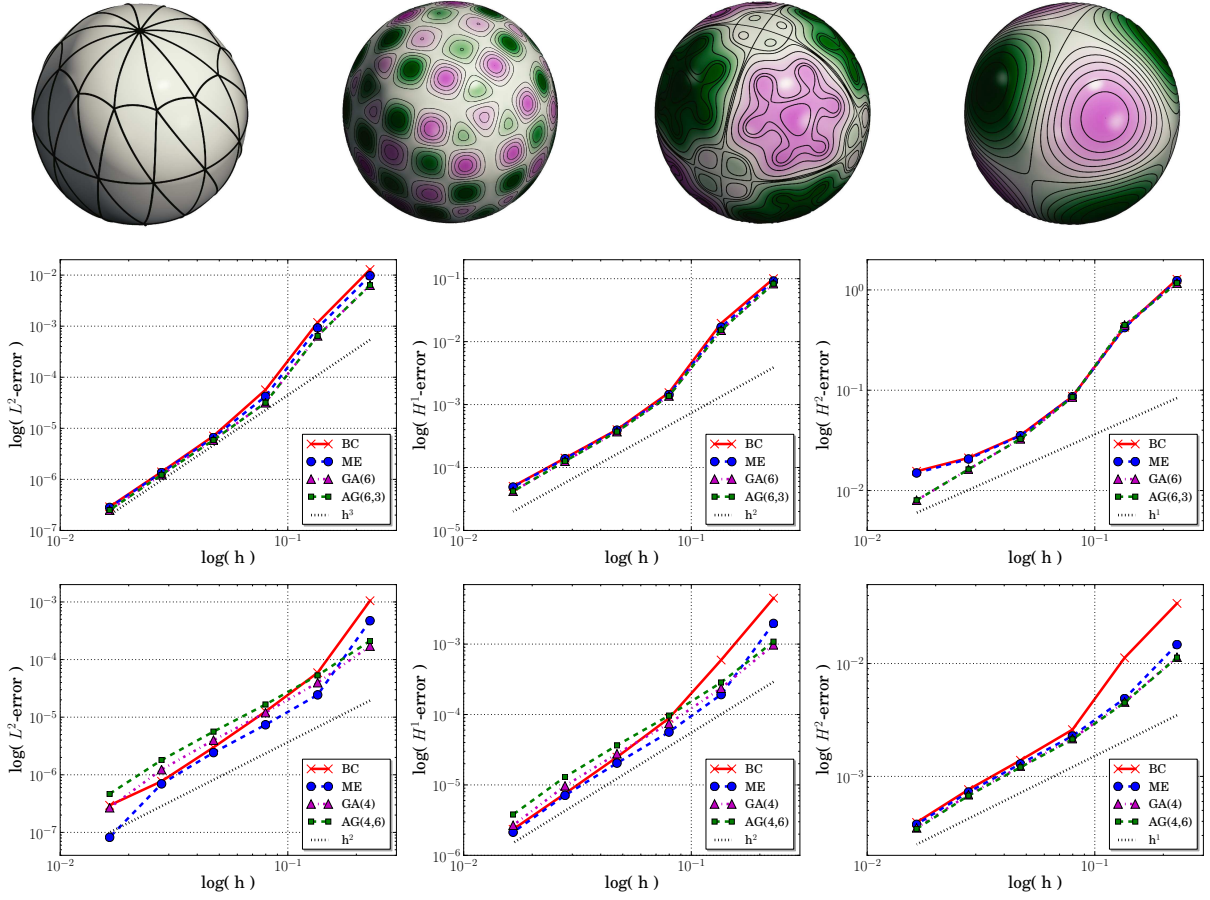 10⁻²
10⁻³
10⁻⁴
10⁻⁵
10⁻⁶
10⁻⁷
log( L²-error )
BC
ME
GA(6)
AG(6,3)
h³
10⁻²
10⁻¹
log( h )
10⁻¹
10⁻²
10⁻³
10⁻⁴
10⁻⁵
log( H¹-error )
BC
ME
GA(6)
AG(6,3)
h²
10⁻²
10⁻¹
log( h )
10⁰
10⁻¹
10⁻²
log( H²-error )
BC
ME
GA(6)
AG(6,3)
h¹
10⁻²
10⁻¹
log( h )
10⁻³
10⁻⁴
10⁻⁵
10⁻⁶
10⁻⁷
log( L²-error )
BC
ME
GA(4)
AG(4,6)
h²
10⁻²
10⁻¹
log( h )
10⁻³
10⁻⁴
10⁻⁵
10⁻⁶
log( H¹-error )
BC
ME
GA(4)
AG(4,6)
h²
10⁻²
10⁻¹
log( h )
10⁻²
10⁻³
log( H²-error )
BC
ME
GA(4)
AG(4,6)
h¹
10⁻²
10⁻¹
log( h )